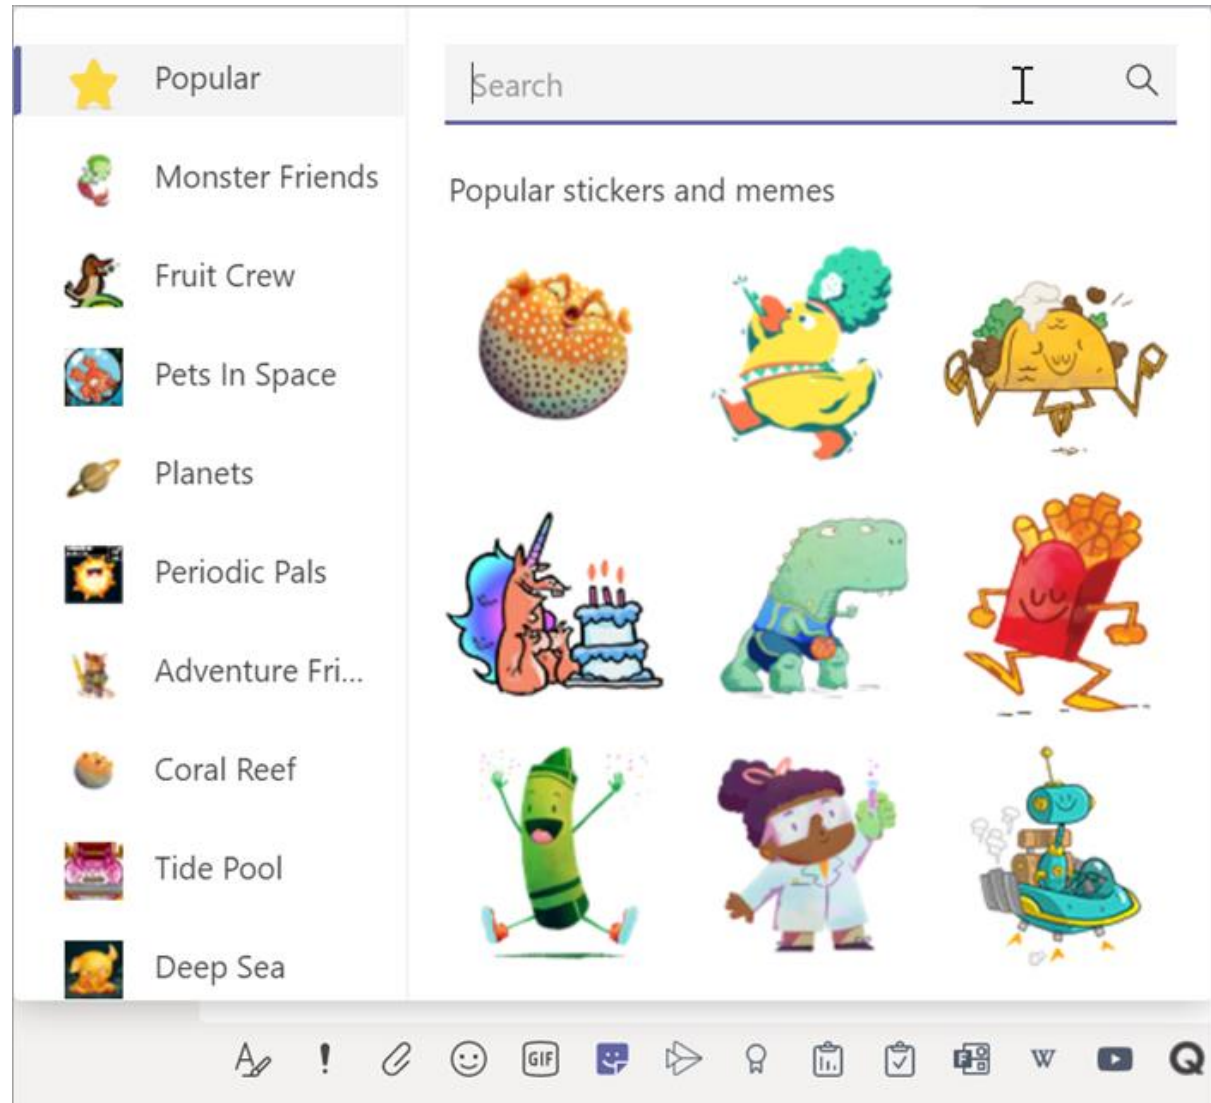 Popular
Monster Friends
Fruit Crew
Pets In Space
Planets
Periodic Pals
Adventure Fri...
Coral Reef
Tide Pool
Deep Sea
Search
Popular stickers and memes
GIF
W
Q